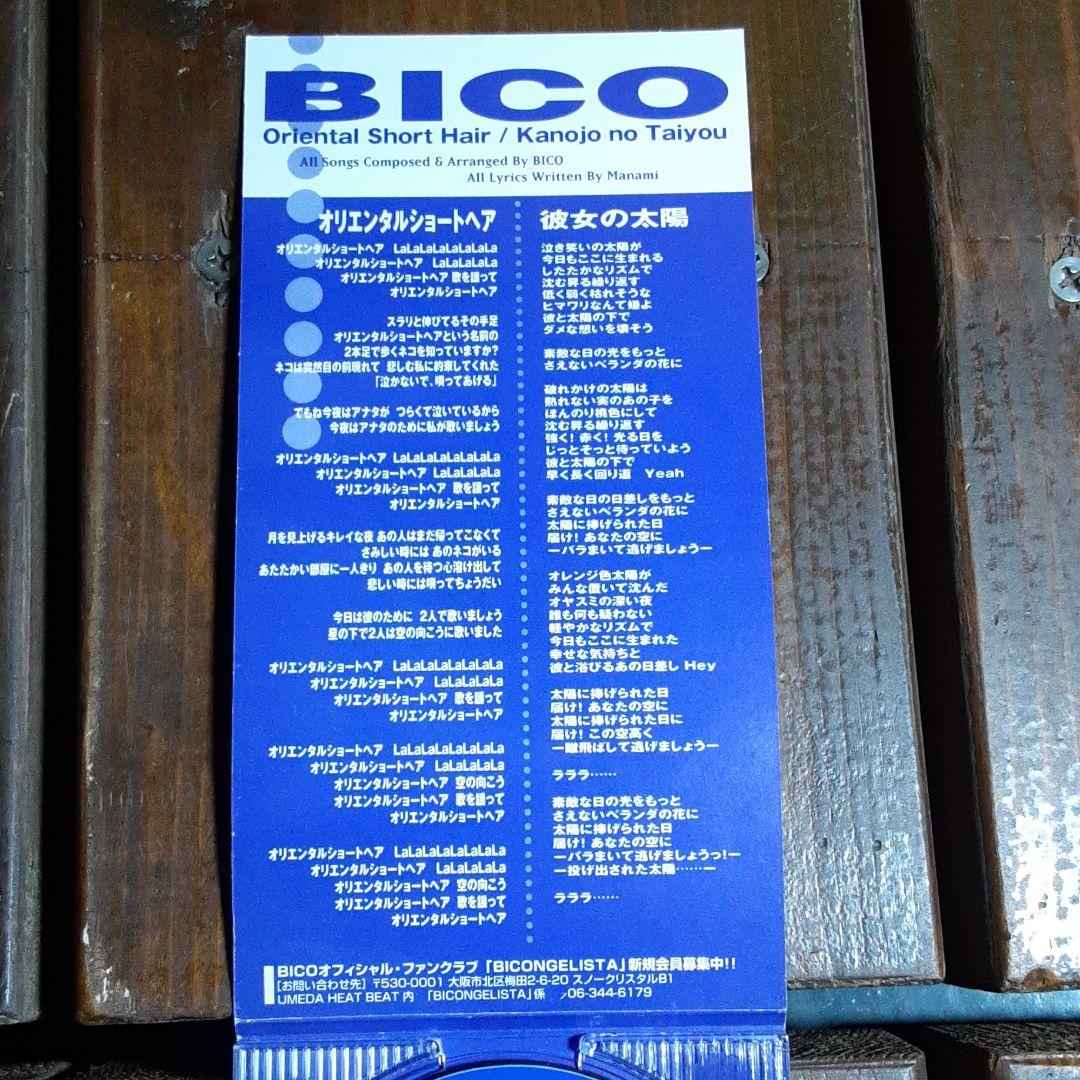 BICO
Oriental Short Hair / Kanojo no Taiyou
All Songs Composed & Arranged By BICO
All Lyrics Written By Manami
オリエンタルショートヘア
オリエンタルショートヘア LaLaLaLaLaLaLaLa
オリエンタルショートヘア LaLaLaLaLa
オリエンタルショートヘア 歌を謡って
オリエンタルショートヘア
スラリと伸びてるその手足
オリエンタルショートヘアという名前の
2本足で歩くネコを知っていますか?
ネコは突然目の前現れて 悲しむ私に約束してくれた
「泣かないで、唄ってあげる」
でもね今夜はアナタが つらくて泣いているから
今夜はアナタのために私が歌いましょう
オリエンタルショートヘア LaLaLaLaLaLaLaLa
オリエンタルショートヘア LaLaLaLaLa
オリエンタルショートヘア 歌を謡って
オリエンタルショートヘア
月を見上げるキレイな夜 あの人はまだ帰ってこなくて
さみしい時には あのネコがいる
あたたかい部屋に一人きり あの人を待つ心溶け出して
悲しい時には唄ってちょうだい
今日は彼のために 2人で歌いましょう
星の下で2人は空の向こうに歌いました
オリエンタルショートヘア LaLaLaLaLaLaLaLa
オリエンタルショートヘア LaLaLaLaLa
オリエンタルショートヘア 歌を謡って
オリエンタルショートヘア
オリエンタルショートヘア LaLaLaLaLaLaLaLa
オリエンタルショートヘア LaLaLaLaLa
オリエンタルショートヘア 空の向こう
オリエンタルショートヘア 歌を謡って
オリエンタルショートヘア
オリエンタルショートヘア LaLaLaLaLaLaLaLa
オリエンタルショートヘア LaLaLaLaLa
オリエンタルショートヘア 空の向こう
オリエンタルショートヘア 歌を謡って
オリエンタルショートヘア
彼女の太陽
泣き笑いの太陽が
今日もここに生まれる
したたかなリズムで
沈む昇る繰り返す
低く弱く枯れそうな
ヒマワリなんて嫌よ
彼と太陽の下で
ダメな想いを壊そう
素敵な日の光をもっと
さえないベランダの花に
破れかけの太陽は
熟れない実のあの子を
ほんのり桃色にして
沈む昇る繰り返す
強く!赤く!光る日を
じっとそっと待っていよう
彼と太陽の下で
早く長く回り道 Yeah
素敵な日の日差しをもっと
さえないベランダの花に
太陽に捧げられた日
届け!あなたの空に
ーバラまいて逃げましょうー
オレンジ色太陽が
みんな置いて沈んだ
オヤスミの深い夜
誰も何も疑わない
軽やかなリズムで
今日もここに生まれた
幸せな気持ちと
彼と浴びるあの日差し Hey
太陽に捧げられた日
届け!あなたの空に
太陽に捧げられた日に
届け!この空高く
ー蹴飛ばして逃げましょうー
ラララ……
素敵な日の光をもっと
さえないベランダの花に
太陽に捧げられた日
届け!あなたの空に
ーバラまいて逃げましょうっ!ー
ー投げ出された太陽……ー
ラララ……
BICOオフィシャル・ファンクラブ「BICONGELISTA」新規会員募集中!!
[お問い合わせ先] 〒530-0001 大阪市北区梅田2-6-20 スノークリスタルB1
UMEDA HEAT BEAT 内 「BICONGELISTA」係 06-344-6179